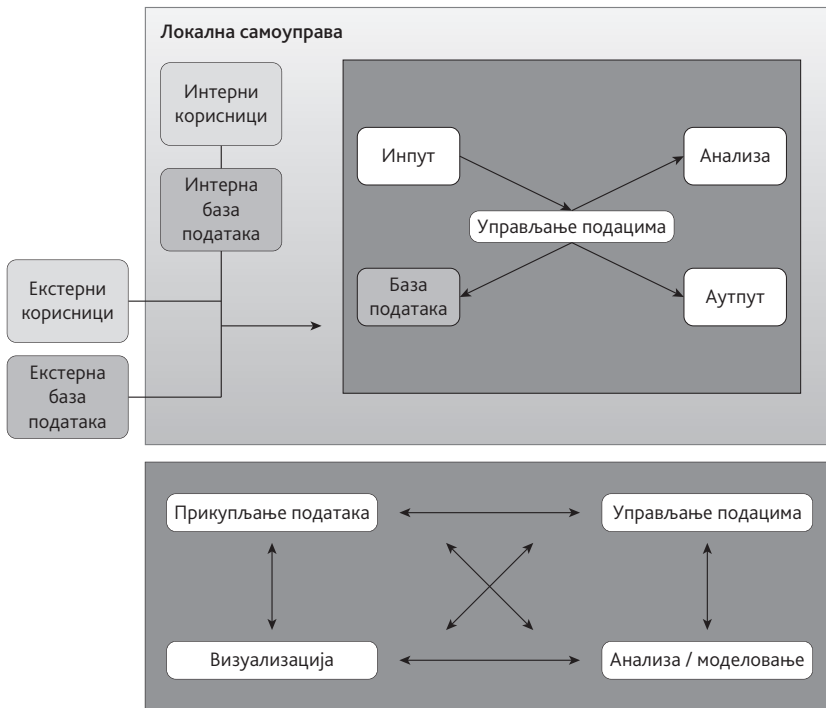 Локална самоуправа
Интерни
корисници
Интерна
база
података
Екстерни
корисници
Екстерна
база
података
Инпут
Анализа
Управљање подацима
База
података
Аутпут
Прикупљање података
Управљање подацима
Визуализација
Анализа / моделовање